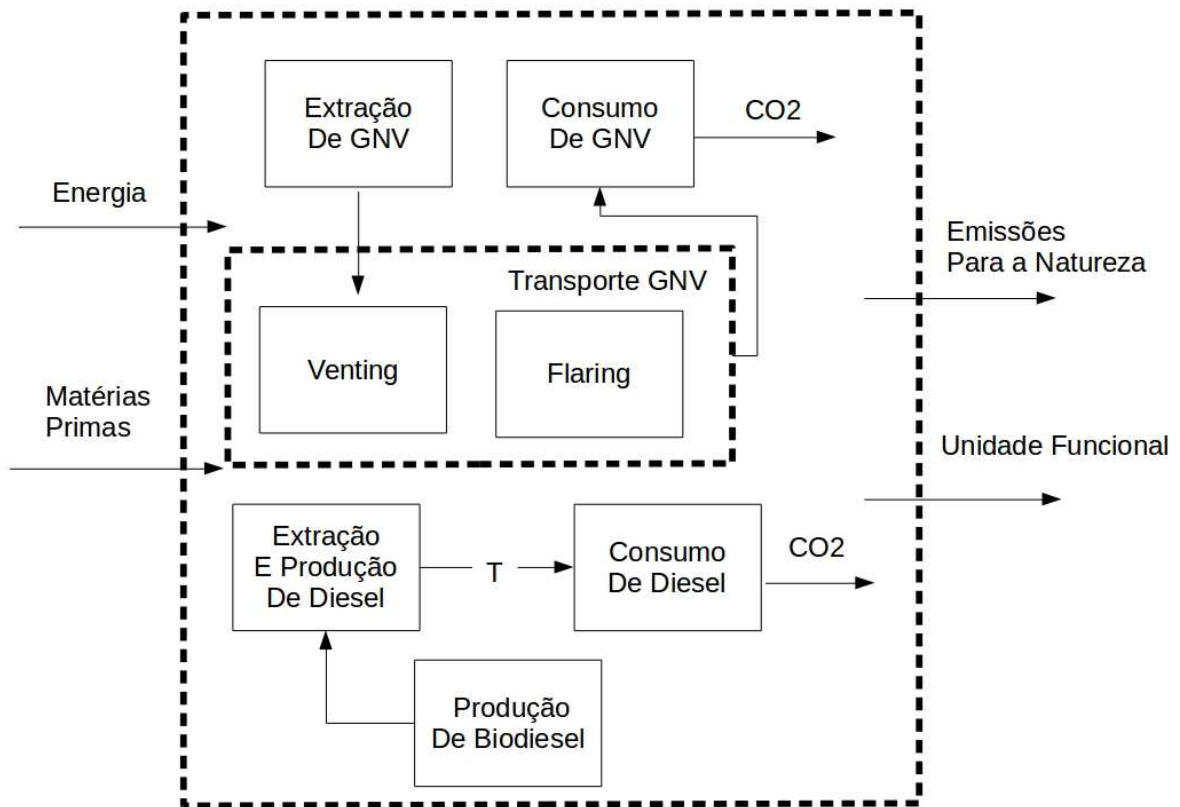 Extração
De GNV
Consumo
De GNV
CO2
Energia
Emissões
Para a Natureza
Transporte GNV
Venting
Flaring
Matérias
Primas
Unidade Funcional
Extração
E Produção
De Diesel
T
Consumo
De Diesel
CO2
Produção
De Biodiesel